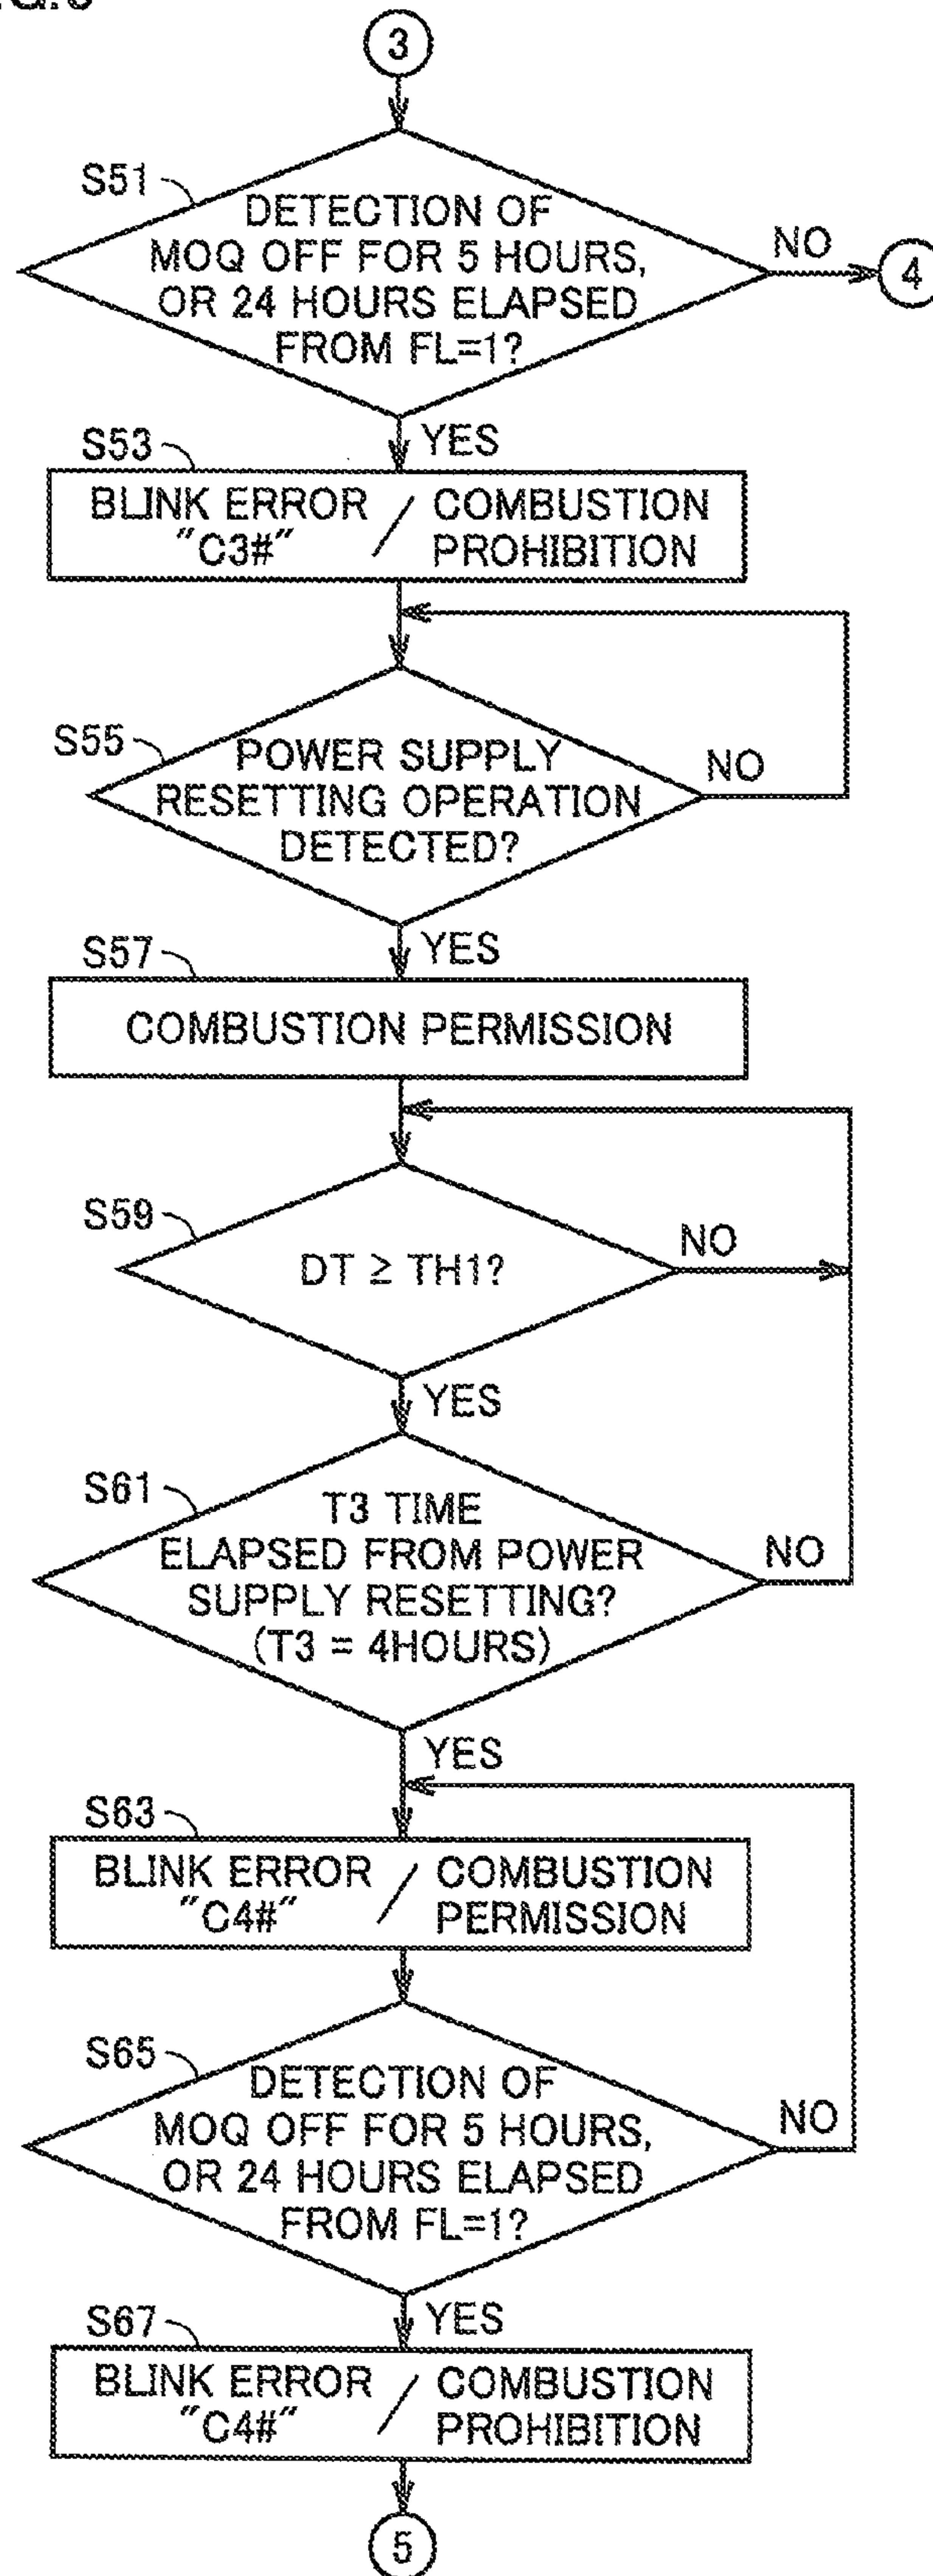 3
S51
DETECTION OF
MOQ OFF FOR 5 HOURS,
OR 24 HOURS ELAPSED
FROM FL=1?
NO
4
YES
S53
BLINK ERROR / COMBUSTION
"C3#" PROHIBITION
S55
POWER SUPPLY
RESETTING OPERATION
DETECTED?
NO
YES
S57
COMBUSTION PERMISSION
S59
DT ≥ TH1?
NO
YES
S61
T3 TIME
ELAPSED FROM POWER
SUPPLY RESETTING?
(T3 = 4HOURS)
NO
YES
S63
BLINK ERROR / COMBUSTION
"C4#" PERMISSION
S65
DETECTION OF
MOQ OFF FOR 5 HOURS,
OR 24 HOURS ELAPSED
FROM FL=1?
NO
YES
S67
BLINK ERROR / COMBUSTION
"C4#" PROHIBITION
5